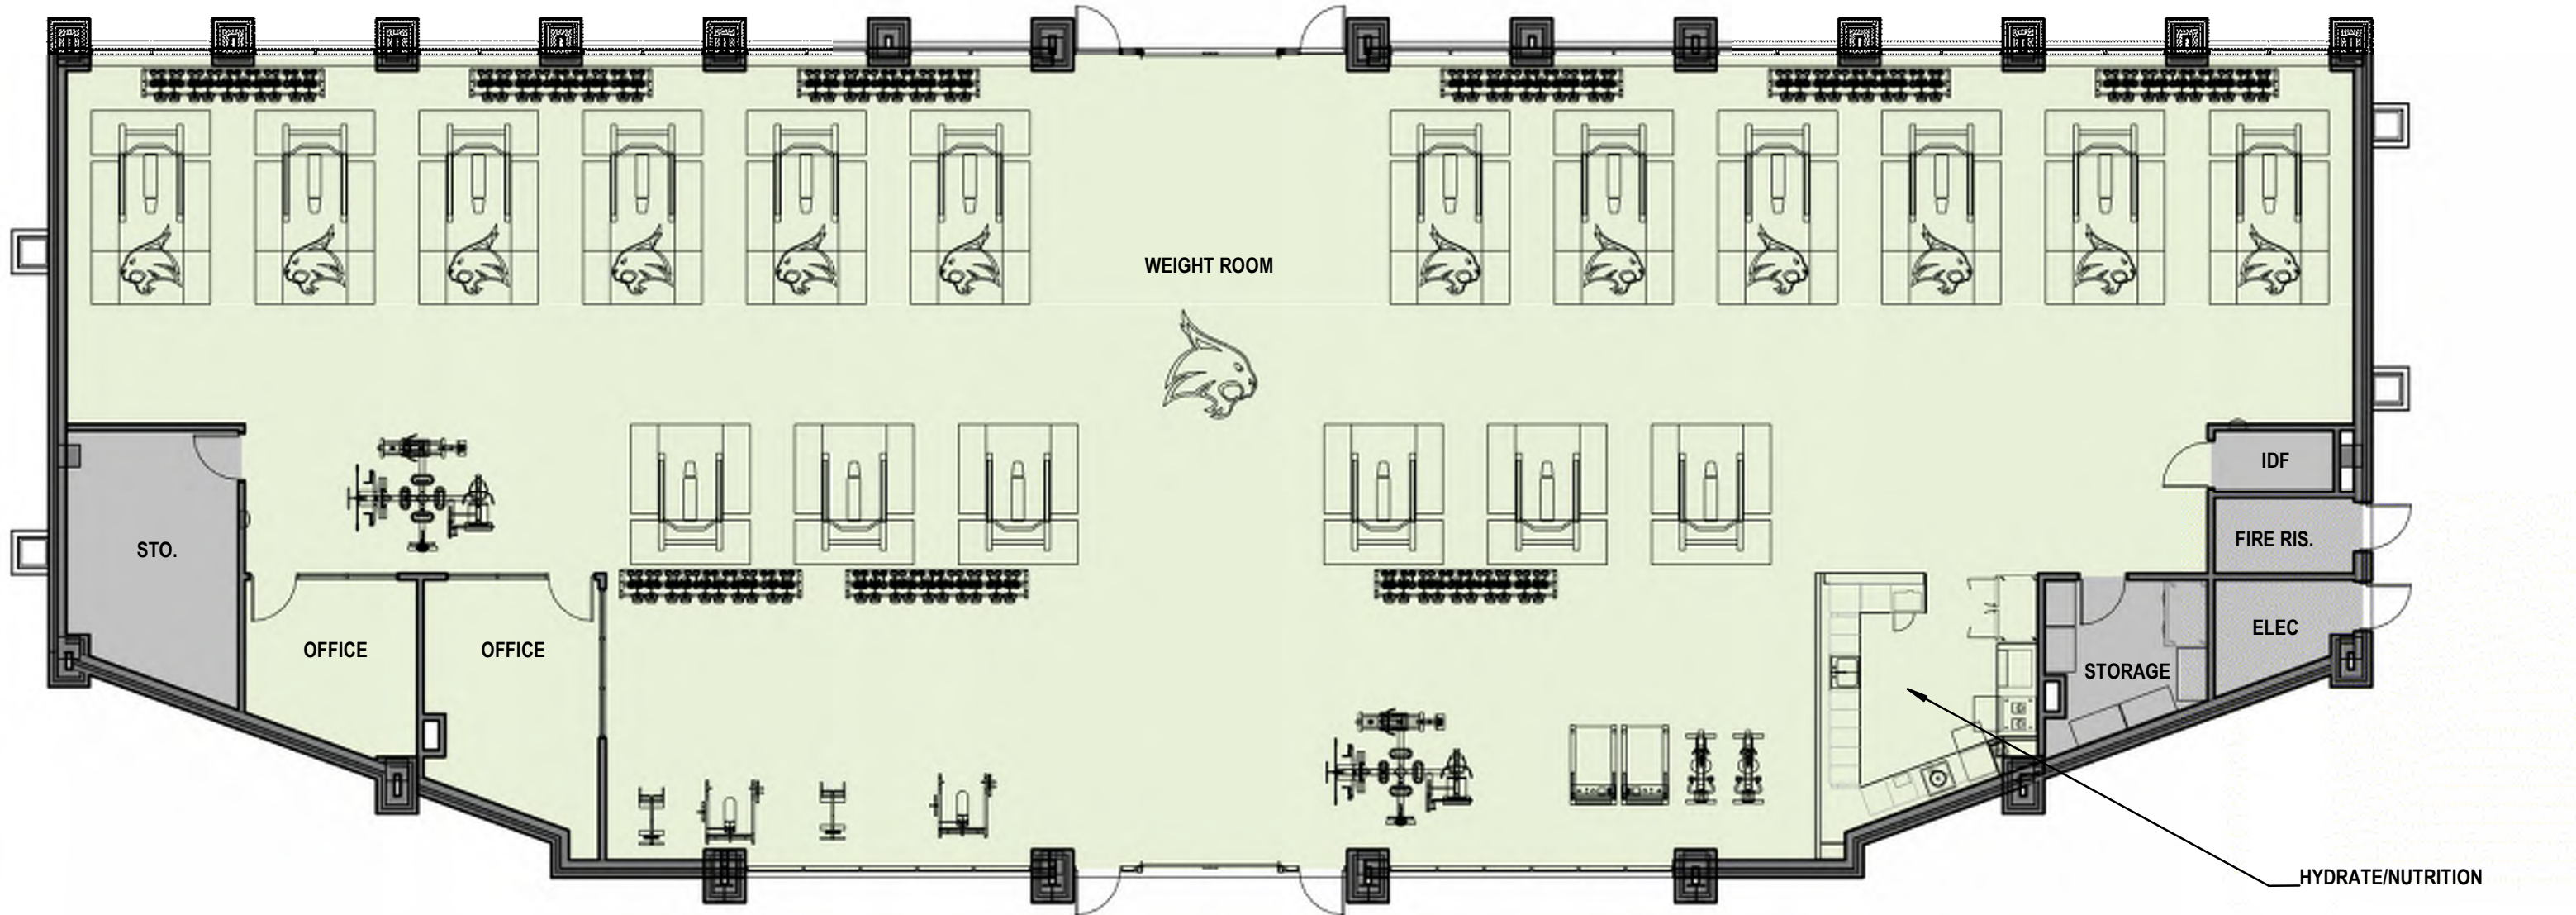 WEIGHT ROOM
IDF
STO.
FIRE RIS.
OFFICE
OFFICE
ELEC
STORAGE
HYDRATE/NUTRITION